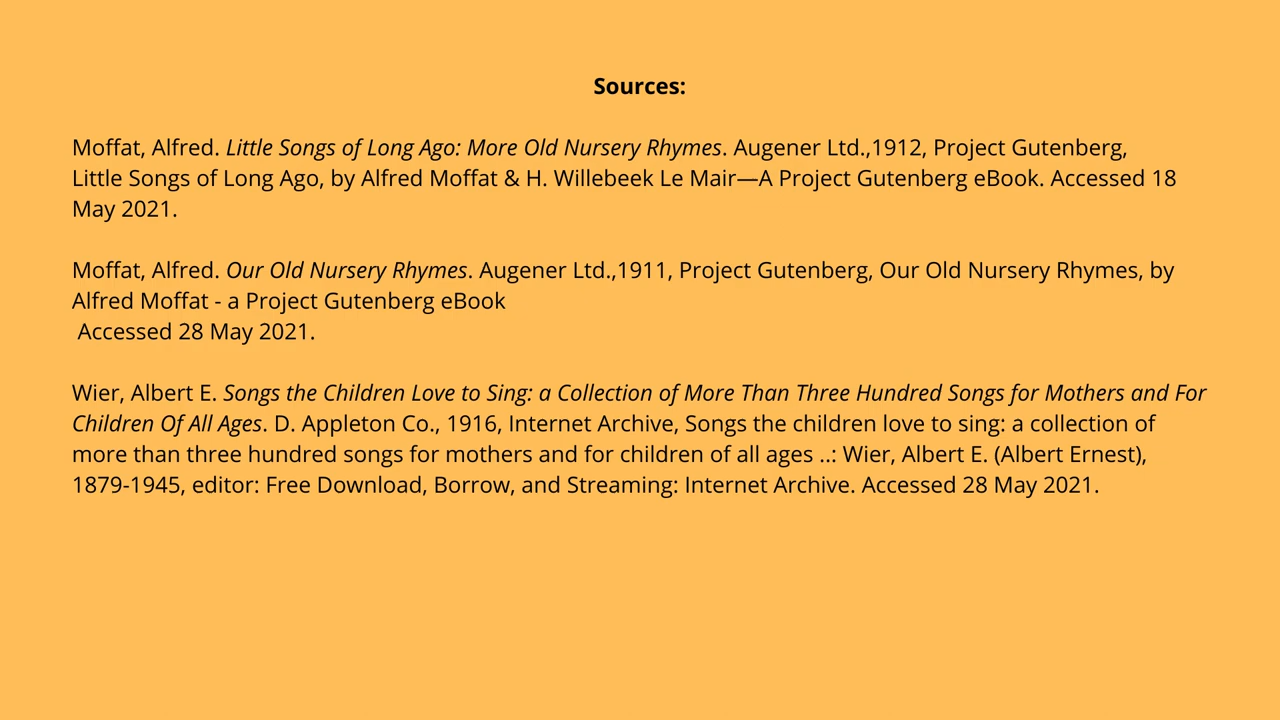 Sources:
Moffat, Alfred. Little Songs of Long Ago: More Old Nursery Rhymes. Augener Ltd.,1912, Project Gutenberg,
Little Songs of Long Ago, by Alfred Moffat & H. Willebeek Le Mair—A Project Gutenberg eBook. Accessed 18
May 2021.
Moffat, Alfred. Our Old Nursery Rhymes. Augener Ltd.,1911, Project Gutenberg, Our Old Nursery Rhymes, by
Alfred Moffat - a Project Gutenberg eBook
Accessed 28 May 2021.
Wier, Albert E. Songs the Children Love to Sing: a Collection of More Than Three Hundred Songs for Mothers and For
Children Of All Ages. D. Appleton Co., 1916, Internet Archive, Songs the children love to sing: a collection of
more than three hundred songs for mothers and for children of all ages ..: Wier, Albert E. (Albert Ernest),
1879-1945, editor: Free Download, Borrow, and Streaming: Internet Archive. Accessed 28 May 2021.